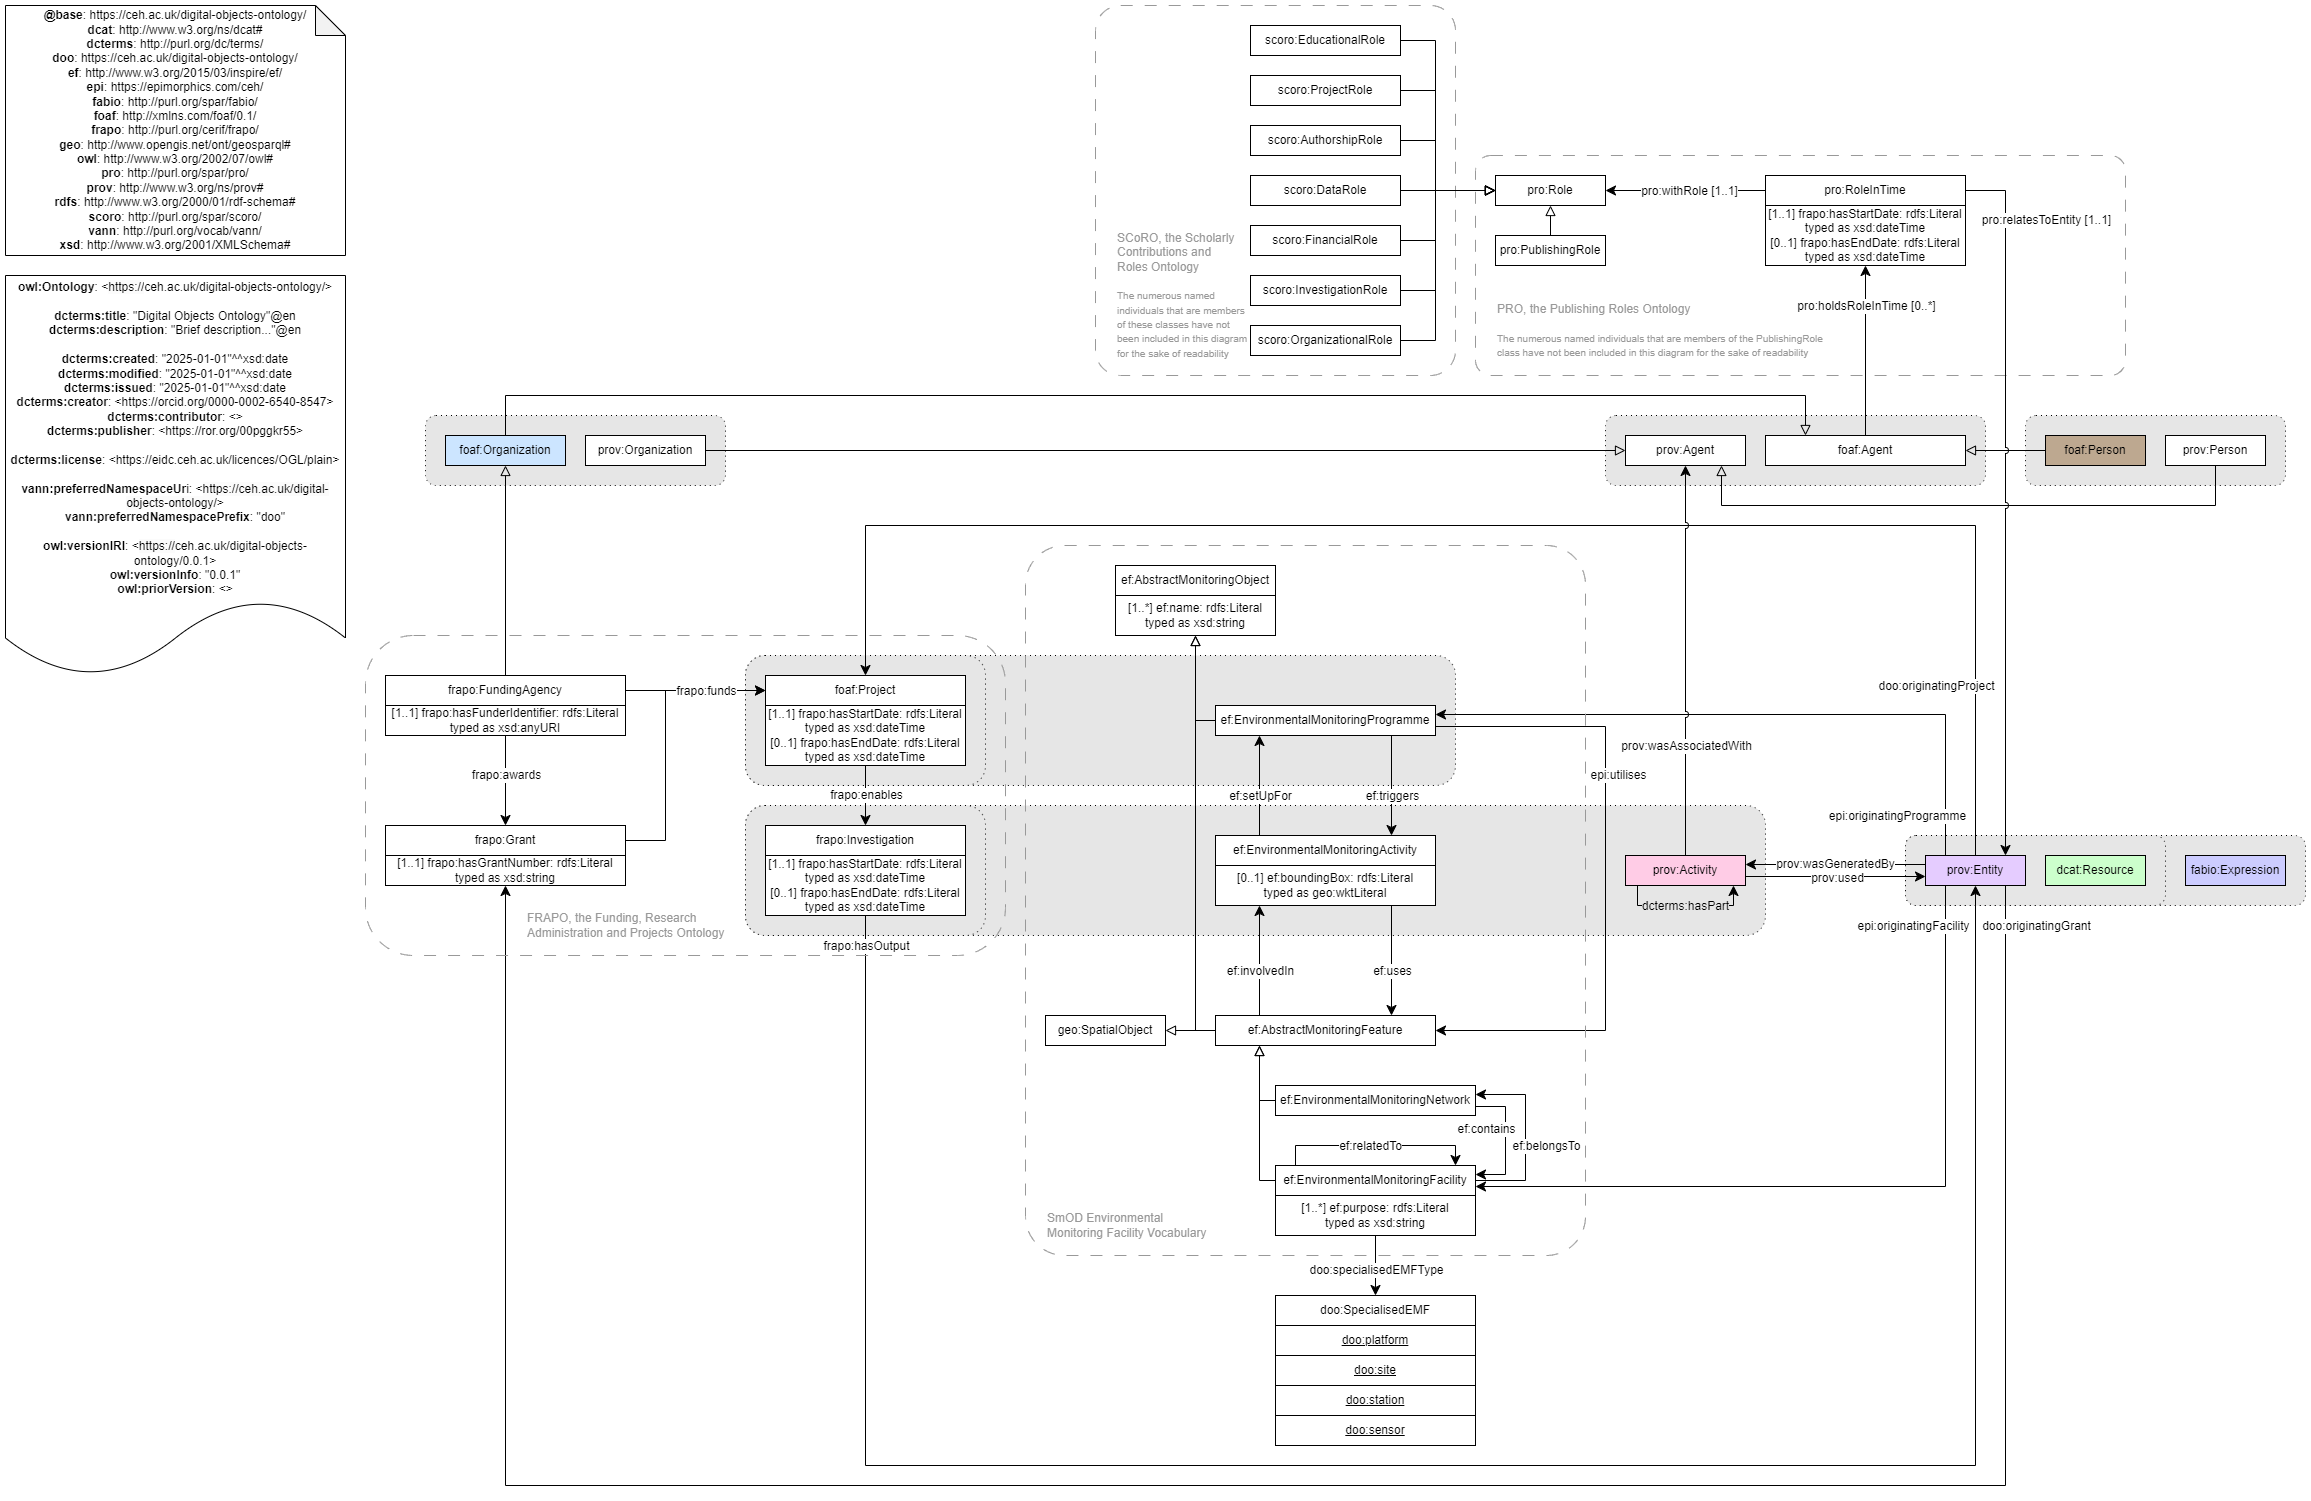 @base: https://ceh.ac.uk/digital-objects-ontology/
dcat: http://www.w3.org/ns/dcat#
dcterms: http://purl.org/dc/terms/
doo: https://ceh.ac.uk/digital-objects-ontology/
ef: http://www.w3.org/2015/03/inspire/ef/
epi: https://epimorphics.com/ceh/
fabio: http://purl.org/spar/fabio/
foaf: http://xmlns.com/foaf/0.1/
frapo: http://purl.org/cerif/frapo/
geo: http://www.opengis.net/ont/geosparql#
owl: http://www.w3.org/2002/07/owl#
pro: http://purl.org/spar/pro/
prov: http://www.w3.org/ns/prov#
rdfs: http://www.w3.org/2000/01/rdf-schema#
scoro: http://purl.org/spar/scoro/
vann: http://purl.org/vocab/vann/
xsd: http://www.w3.org/2001/XMLSchema#
owl:Ontology: <https://ceh.ac.uk/digital-objects-ontology/>
dcterms:title: "Digital Objects Ontology"@en
dcterms:description: "Brief description..."@en
dcterms:created: "2025-01-01"^^xsd:date
dcterms:modified: "2025-01-01"^^xsd:date
dcterms:issued: "2025-01-01"^^xsd:date
dcterms:creator: <https://orcid.org/0000-0002-6540-8547>
dcterms:contributor: <>
dcterms:publisher: <https://ror.org/00pggkr55>
dcterms:license: <https://eidc.ceh.ac.uk/licences/OGL/plain>
vann:preferredNamespaceUri: <https://ceh.ac.uk/digital-
objects-ontology/>
vann:preferredNamespacePrefix: "doo"
owl:versionIRI: <https://ceh.ac.uk/digital-objects-
ontology/0.0.1>
owl:versionInfo: "0.0.1"
owl:priorVersion: <>
scoro:EducationalRole
scoro:ProjectRole
scoro:AuthorshipRole
scoro:DataRole
scoro:FinancialRole
scoro:InvestigationRole
scoro:OrganizationalRole
SCoRO, the Scholarly
Contributions and
Roles Ontology
The numerous named
individuals that are members
of these classes have not
been included in this diagram
for the sake of readability
pro:Role
pro:PublishingRole
pro:withRole [1..1]
pro:RoleInTime
[1..1] frapo:hasStartDate: rdfs:Literal
typed as xsd:dateTime
[0..1] frapo:hasEndDate: rdfs:Literal
typed as xsd:dateTime
pro:relatesToEntity [1..1]
pro:holdsRoleInTime [0..*]
PRO, the Publishing Roles Ontology
The numerous named individuals that are members of the PublishingRole
class have not been included in this diagram for the sake of readability
foaf:Organization
prov:Organization
prov:Agent
foaf:Agent
foaf:Person
prov:Person
ef:AbstractMonitoringObject
[1..*] ef:name: rdfs:Literal
typed as xsd:string
frapo:FundingAgency
[1..1] frapo:hasFunderIdentifier: rdfs:Literal
typed as xsd:anyURI
frapo:awards
frapo:Grant
[1..1] frapo:hasGrantNumber: rdfs:Literal
typed as xsd:string
FRAPO, the Funding, Research
Administration and Projects Ontology
frapo:funds
foaf:Project
[1..1] frapo:hasStartDate: rdfs:Literal
typed as xsd:dateTime
[0..1] frapo:hasEndDate: rdfs:Literal
typed as xsd:dateTime
frapo:enables
frapo:Investigation
[1..1] frapo:hasStartDate: rdfs:Literal
typed as xsd:dateTime
[0..1] frapo:hasEndDate: rdfs:Literal
typed as xsd:dateTime
frapo:hasOutput
ef:EnvironmentalMonitoringProgramme
ef:setUpFor
ef:triggers
ef:EnvironmentalMonitoringActivity
[0..1] ef:boundingBox: rdfs:Literal
typed as geo:wktLiteral
ef:involvedIn
ef:uses
geo:SpatialObject
ef:AbstractMonitoringFeature
ef:EnvironmentalMonitoringNetwork
ef:contains
ef:relatedTo
ef:belongsTo
ef:EnvironmentalMonitoringFacility
[1..*] ef:purpose: rdfs:Literal
typed as xsd:string
SmOD Environmental
Monitoring Facility Vocabulary
doo:specialisedEMFType
doo:SpecialisedEMF
doo:platform
doo:site
doo:station
doo:sensor
doo:originatingProject
prov:wasAssociatedWith
epi:utilises
epi:originatingProgramme
prov:Activity
dcterms:hasPart
prov:wasGeneratedBy
prov:used
prov:Entity
dcat:Resource
fabio:Expression
epi:originatingFacility
doo:originatingGrant